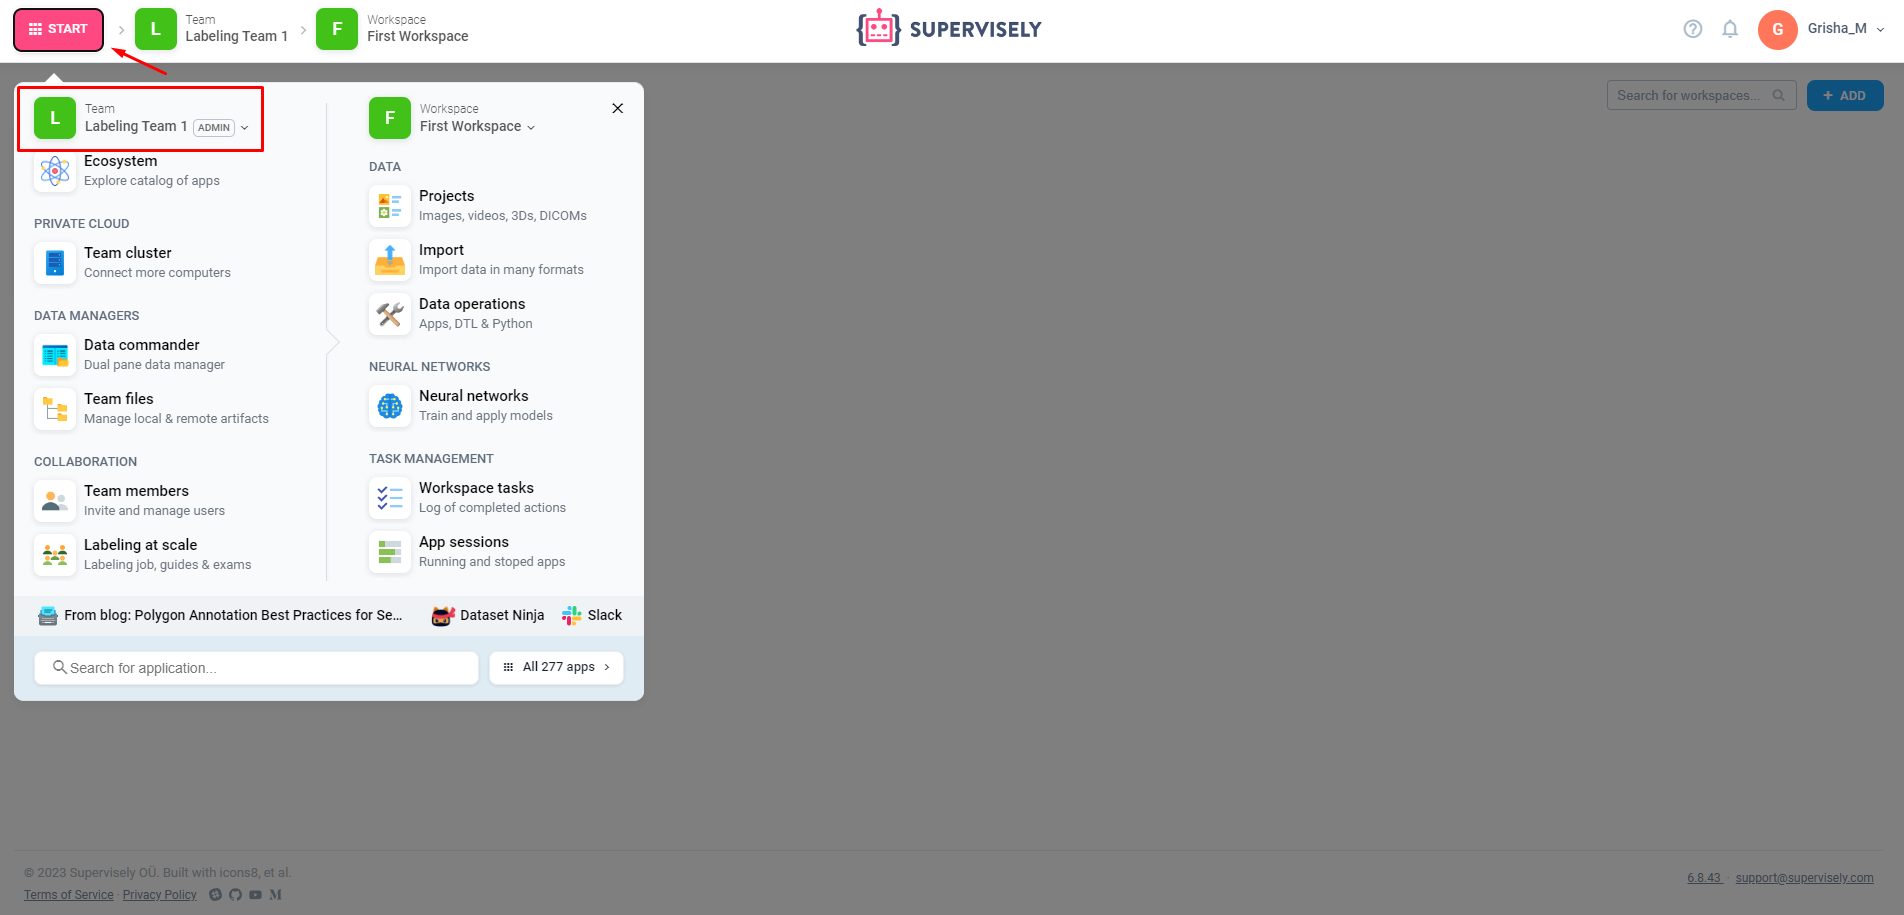 START
Team
Labeling Team 1
Workspace
First Workspace
SUPERVISELY
G
Grisha_M
L
F
Search for workspaces...
+ ADD
L
Team
Labeling Team 1 ADMIN
Ecosystem
Explore catalog of apps
PRIVATE CLOUD
Team cluster
Connect more computers
DATA MANAGERS
Data commander
Dual pane data manager
Team files
Manage local & remote artifacts
COLLABORATION
Team members
Invite and manage users
Labeling at scale
Labeling job, guides & exams
F
Workspace
First Workspace
DATA
Projects
Images, videos, 3Ds, DICOMs
Import
Import data in many formats
Data operations
Apps, DTL & Python
NEURAL NETWORKS
Neural networks
Train and apply models
TASK MANAGEMENT
Workspace tasks
Log of completed actions
App sessions
Running and stoped apps
From blog: Polygon Annotation Best Practices for Se...
Dataset Ninja
Slack
Search for application...
All 277 apps
© 2023 Supervisely OÜ. Built with icons8, et al.
Terms of Service · Privacy Policy
6.8.43 · support@supervisely.com